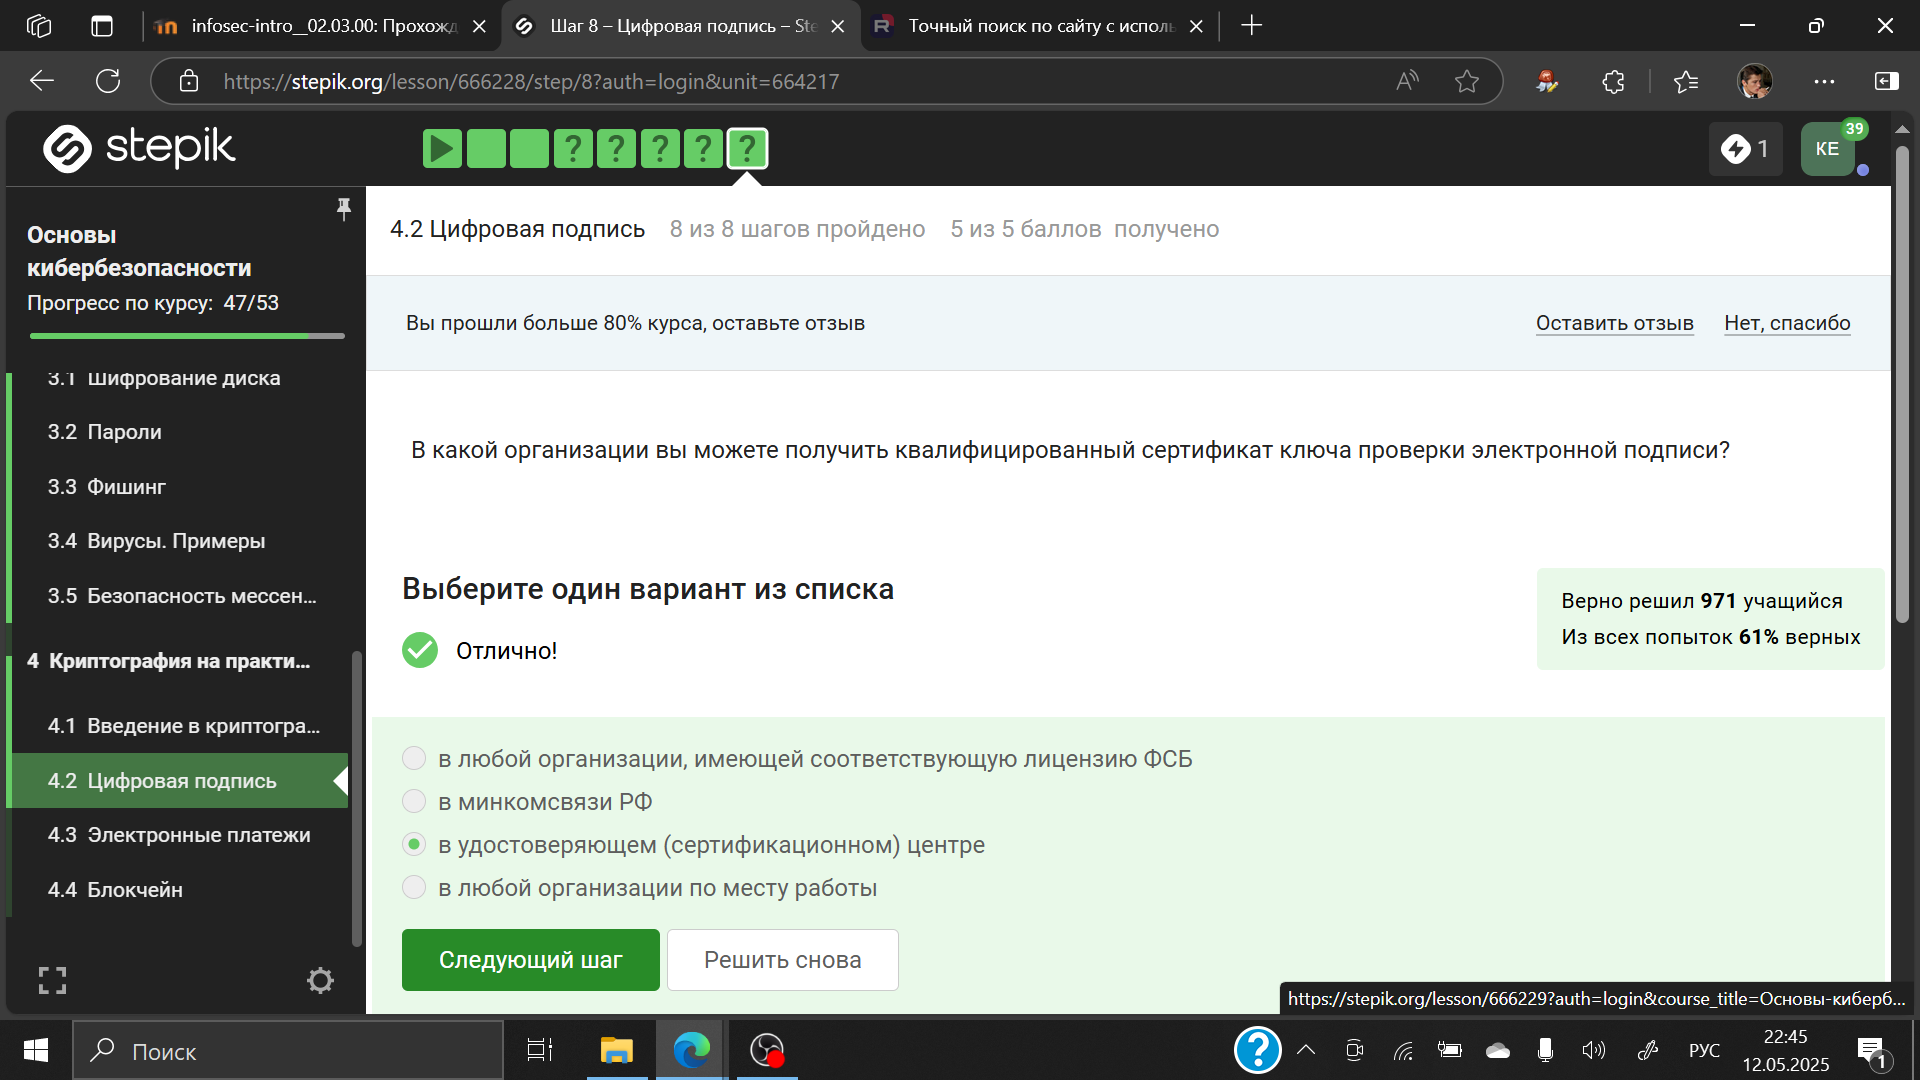 infosec-intro__02.03.00: Прохожд
Шаг 8 – Цифровая подпись – Ste
Точный поиск по сайту с исполь
https://stepik.org/lesson/666228/step/8?auth=login&unit=664217
stepik
? ? ? ? ?
1
KE
39
Основы
кибербезопасности
Прогресс по курсу: 47/53
3.1 Шифрование диска
3.2 Пароли
3.3 Фишинг
3.4 Вирусы. Примеры
3.5 Безопасность мессен...
4 Криптография на практи...
4.1 Введение в криптогра...
4.2 Цифровая подпись
4.3 Электронные платежи
4.4 Блокчейн
4.2 Цифровая подпись 8 из 8 шагов пройдено 5 из 5 баллов получено
Вы прошли больше 80% курса, оставьте отзыв
Оставить отзыв
Нет, спасибо
В какой организации вы можете получить квалифицированный сертификат ключа проверки электронной подписи?
Выберите один вариант из списка
Отлично!
Верно решил 971 учащийся
Из всех попыток 61% верных
в любой организации, имеющей соответствующую лицензию ФСБ
в минкомсвязи РФ
в удостоверяющем (сертификационном) центре
в любой организации по месту работы
Следующий шаг
Решить снова
https://stepik.org/lesson/666229?auth=login&course_title=Основы-киберб...
Поиск
?
РУС
22:45
12.05.2025
1